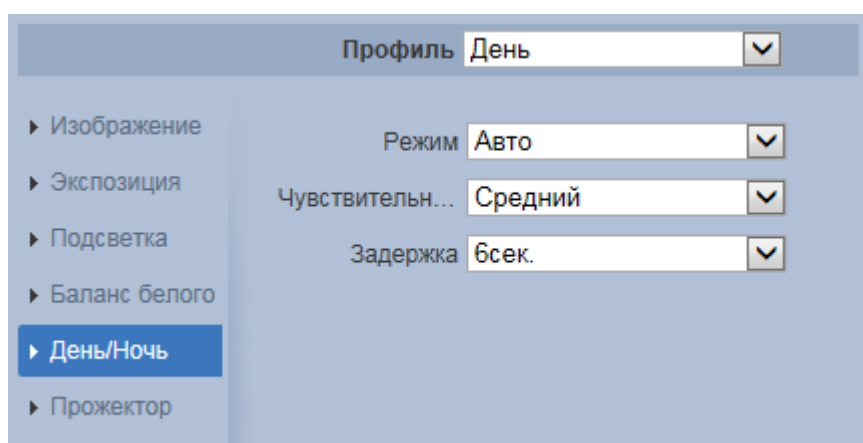 Профиль День
Изображение
Экспозиция
Подсветка
Баланс белого
День/Ночь
Прожектор
Режим Авто
Чувствительн... Средний
Задержка 6сек.